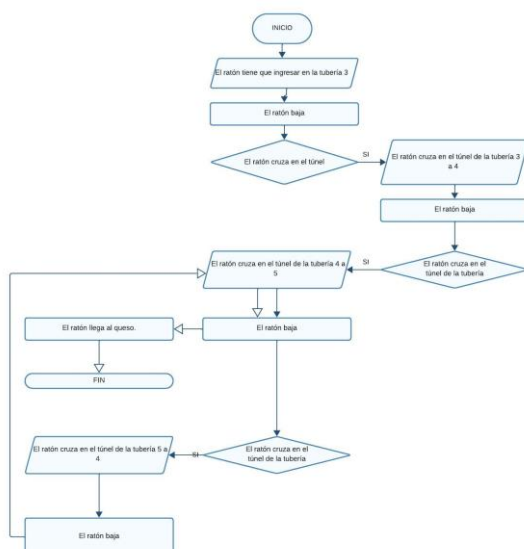 INICIO
El ratón tiene que ingresar en la tubería 3
El ratón baja
El ratón cruza en el túnel
SI
El ratón cruza en el túnel de la tubería 3
a 4
El ratón baja
El ratón cruza en el
túnel de la tubería
SI
El ratón cruza en el túnel de la tubería 4 a
5
El ratón baja
El ratón llega al queso.
FIN
El ratón cruza en el
túnel de la tubería
SI
El ratón cruza en el túnel de la tubería 5 a
4
El ratón baja